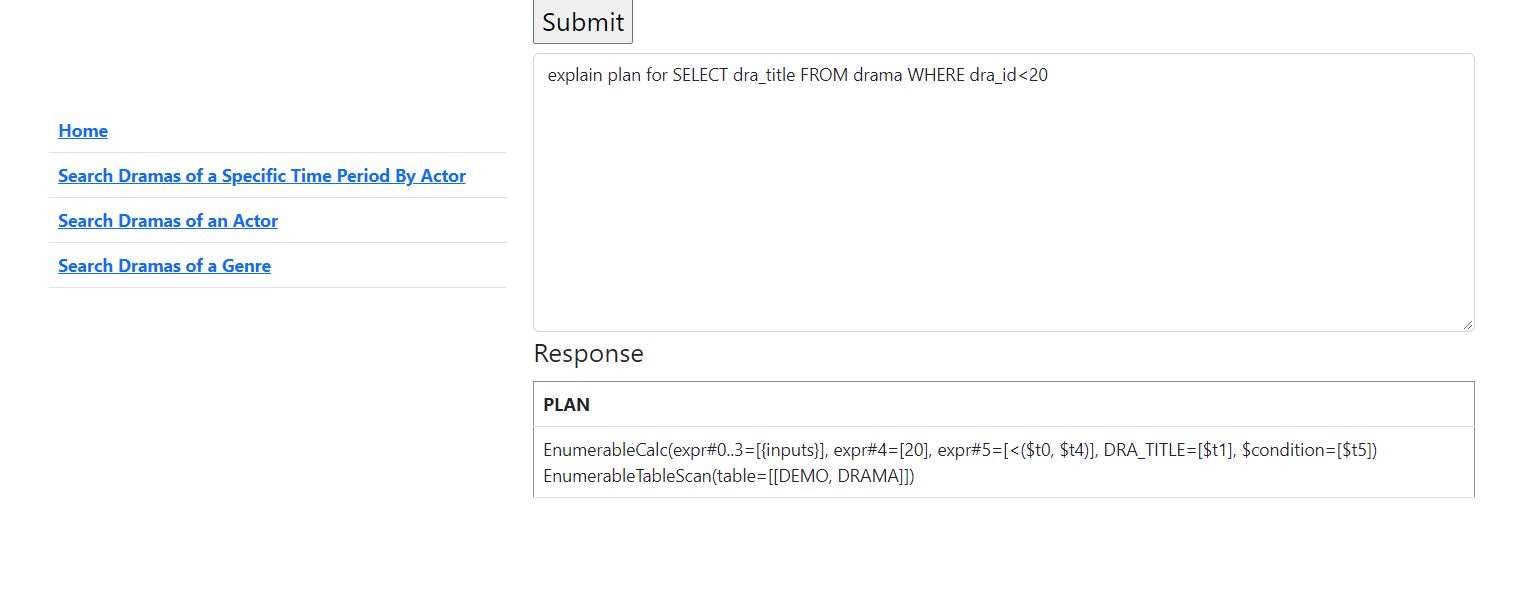 Submit
explain plan for SELECT dra_title FROM drama WHERE dra_id<20
Home
Search Dramas of a Specific Time Period By Actor
Search Dramas of an Actor
Search Dramas of a Genre
Response
PLAN
EnumerableCalc(expr#0..3=[{inputs}], expr#4=[20], expr#5=[<($t0, $t4)], DRA_TITLE=[$t1], $condition=[$t5])
EnumerableTableScan(table=[[DEMO, DRAMA]])